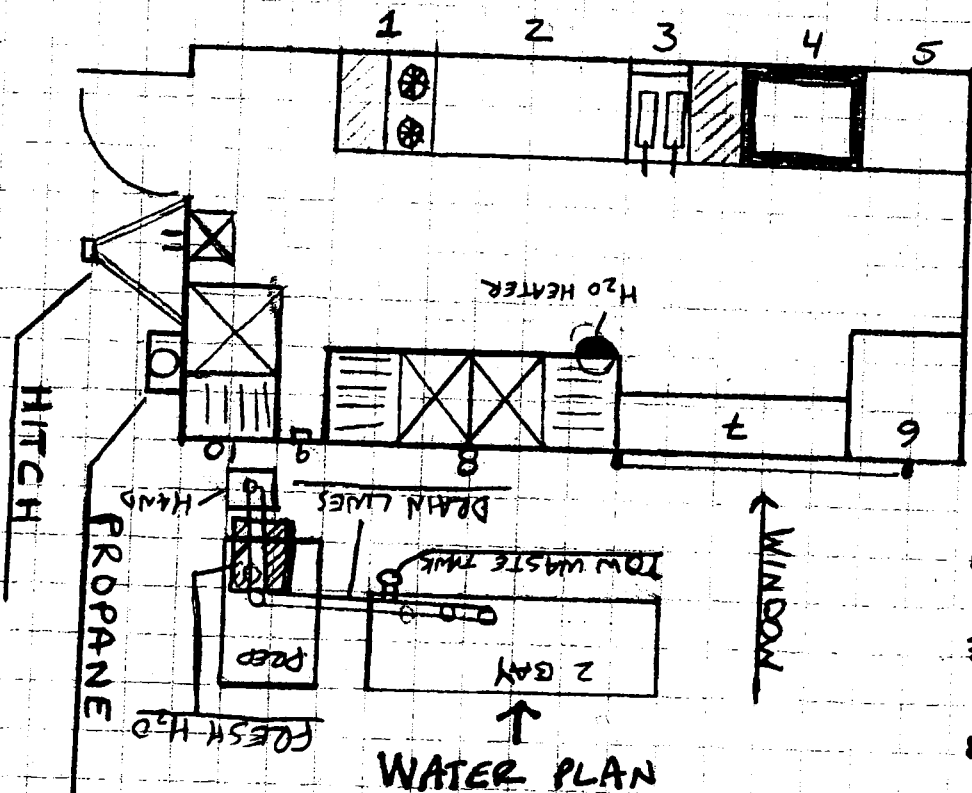 1
2
3
4
5
H₂O HEATER
HITCH
PROPANE
10
9
8
7
6
HAND
DRAIN LINES
WASTE TANK
WINDOW
PREP
2 BAY
FRESH H₂O
WATER PLAN